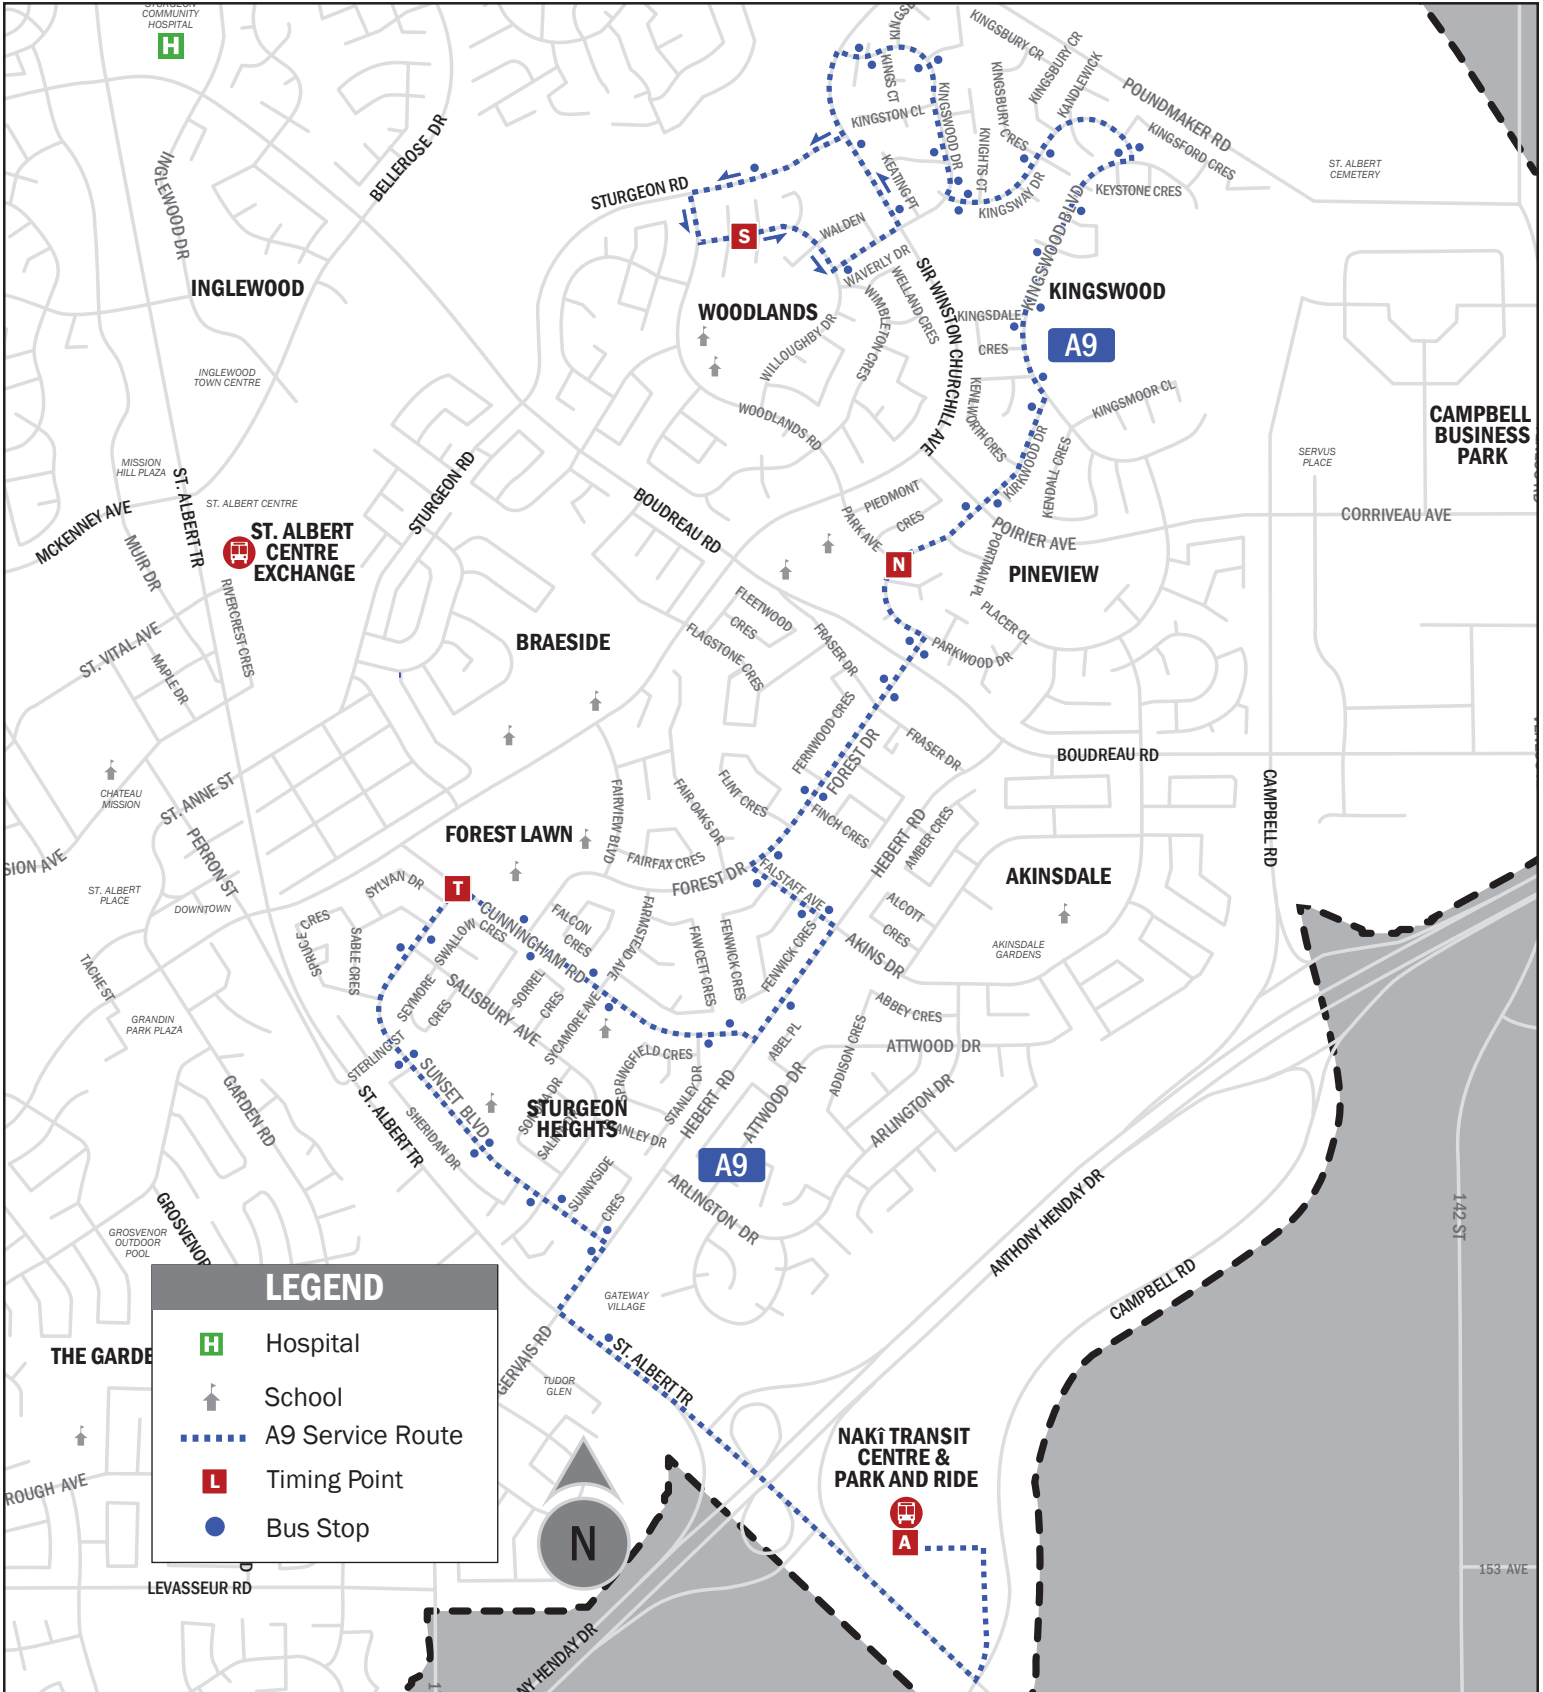 STURGEON
COMMUNITY
HOSPITAL
H
INGLEWOOD DR
BELLEROSE DR
KINGSBURY CR
KINGSBURY CR
KANDLEWICK
POUNDMAKER RD
KINGSFORD CRES
KINGS CT
KINGSTON CL
KINGSWOOD DR
KINGSBURY CRES
KNIGHTS CT
KEATING PT
KINGSWAY DR
KEYSTONE CRES
ST. ALBERT
CEMETERY
STURGEON RD
S
WALDEN
WAVERLY DR
WELLAND CRES
WIMBLETON CRES
SIR WINSTON CHURCHILL AVE
KINGSWOOD BLVD
KINGSWOOD
A9
KINGSDALE
CRES
INGLEWOOD
WOODLANDS
WILLOUGHBY DR
WOODLANDS RD
INGLEWOOD
TOWN CENTRE
KENILWORTH CRES
KINGSMOOR CL
KIRKWOOD DR
KENDALL CRES
CAMPBELL
BUSINESS
PARK
SERVUS
PLACE
CORRIVEAU AVE
MISSION
HILL PLAZA
ST. ALBERT TR
ST. ALBERT CENTRE
MCKENNEY AVE
MUIR DR
ST. ALBERT
CENTRE
EXCHANGE
RIVERCREST CRES
STURGEON RD
BOUDREAU RD
PIEDMONT
CRES
PARK AVE
N
POIRIER AVE
PORTMAN PL
PINEVIEW
PLACER CL
PARKWOOD DR
ST. VITAL AVE
MAPLE DR
BRAESIDE
FLEETWOOD
CRES
FLAGSTONE CRES
FRASER DR
FERNWOOD CRES
FOREST DR
FRASER DR
BOUDREAU RD
CAMPBELL RD
CHATEAU
MISSION
ST. ANNE ST
PERRON ST
SION AVE
ST. ALBERT
PLACE
DOWNTOWN
FOREST LAWN
FAIRVIEW BLVD
FAIR OAKS DR
FLINT CRES
FINCH CRES
HEBERT RD
AMBER CRES
FAIRFAX CRES
FOREST DR
FALSTAFF AVE
AKINSDALE
ALCOTT
CRES
AKINS DR
AKINSDALE
GARDENS
SYLVAN DR
T
SPRUCE
CRES
SABLE CRES
SWALLOW
CRES
CUNNINGHAM RD
FALCON
CRES
FARMSTEAD AVE
FAWCETT CRES
FENWICK CRES
FENWICK CRES
TACHE ST
GRANDIN
PARK PLAZA
SEYMORE
CRES
SALISBURY AVE
SORREL
CRES
SYCAMORE AVE
ABBEY CRES
ATTWOOD DR
ADDISON CRES
ABEL PL
STERLING ST
ST. ALBERT TR
SUNSET BLVD
SHERIDAN DR
SPRINGFIELD CRES
STANLEY DR
STANLEY DR
HEBERT RD
ATTWOOD DR
ARLINGTON DR
STURGEON
HEIGHTS
A9
SUNNYSIDE
CRES
ARLINGTON DR
GARDEN RD
GROSVENOR
GROSVENOR
OUTDOOR
POOL
ANTHONY HENDAY DR
CAMPBELL RD
142 ST
GATEWAY
VILLAGE
ST. ALBERT TR
GERVAIS RD
TUDOR
GLEN
THE GARDE
LEGEND
H Hospital
School
A9 Service Route
L Timing Point
Bus Stop
ROUGH AVE
LEVASSEUR RD
N
NAKÎ TRANSIT
CENTRE &
PARK AND RIDE
A
153 AVE
NY HENDAY DR